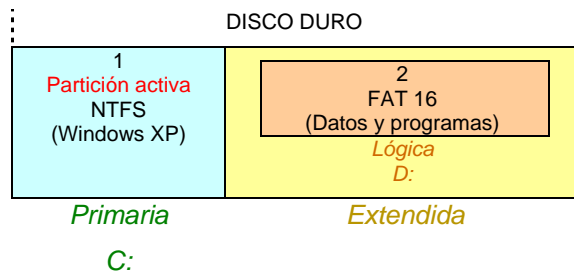 DISCO DURO
1
Partición activa
NTFS
(Windows XP)
2
FAT 16
(Datos y programas)
Lógica
D:
Primaria
Extendida
C: